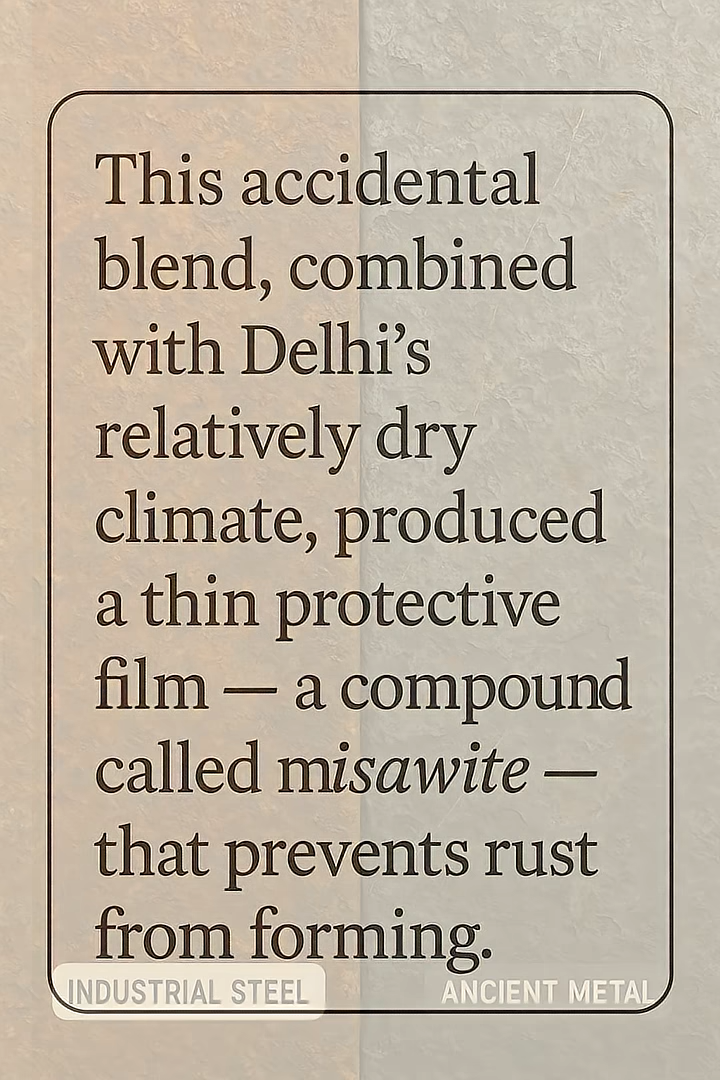 This accidental
blend, combined
with Delhi’s
relatively dry
climate, produced
a thin protective
film — a compound
called misawite —
that prevents rust
from forming.
INDUSTRIAL STEEL
ANCIENT METAL